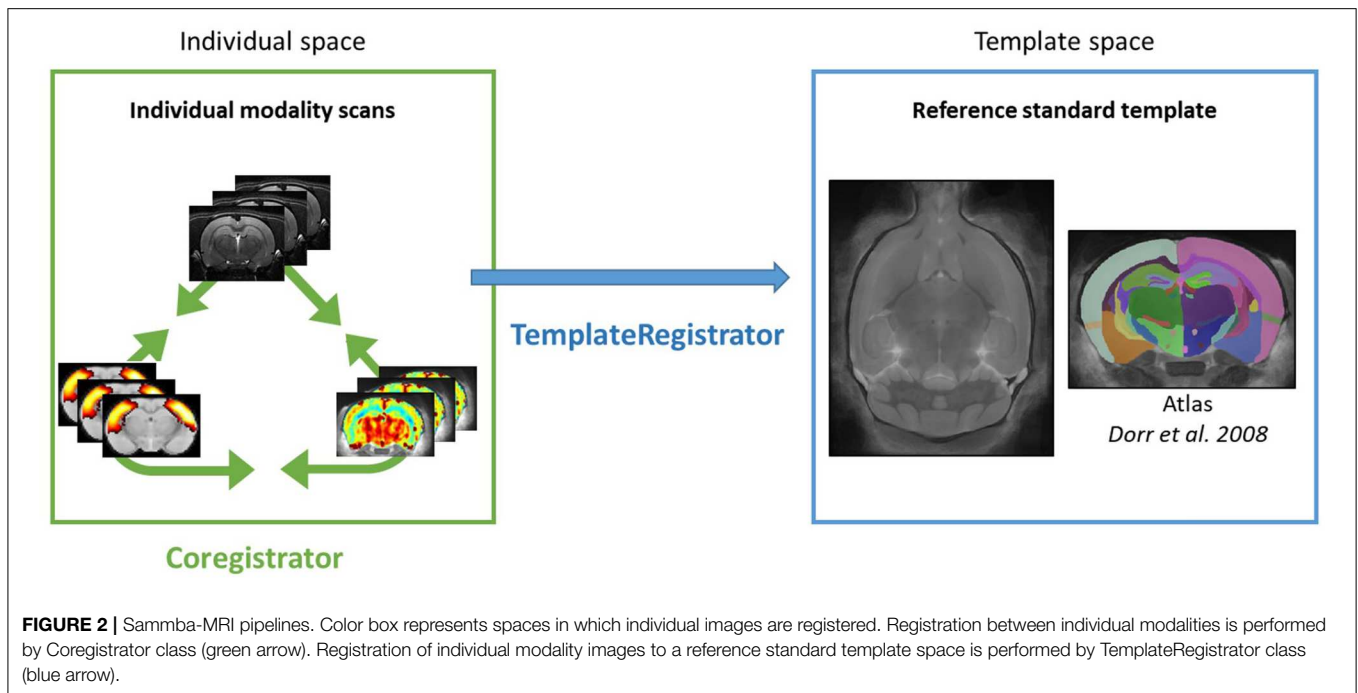 Individual space
Template space
Individual modality scans
Reference standard template
TemplateRegistrator
Atlas
Dorr et al. 2008
Coregistrator
FIGURE 2 | Sammba-MRI pipelines. Color box represents spaces in which individual images are registered. Registration between individual modalities is performed
by Coregistrator class (green arrow). Registration of individual modality images to a reference standard template space is performed by TemplateRegistrator class
(blue arrow).